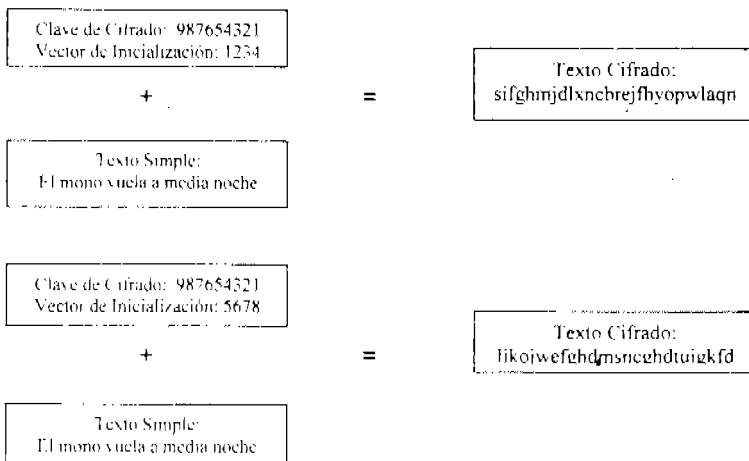 Clave de Cifrado: 987654321
Vector de Inicialización: 1234
+
=
Texto Cifrado:
sifghmjdlxncbrejfhyopwlaqn
Texto Simple:
El mono vuela a media noche
Clave de Cifrado: 987654321
Vector de Inicialización: 5678
+
=
Texto Cifrado:
Texto Simple:
El mono vuela a media noche